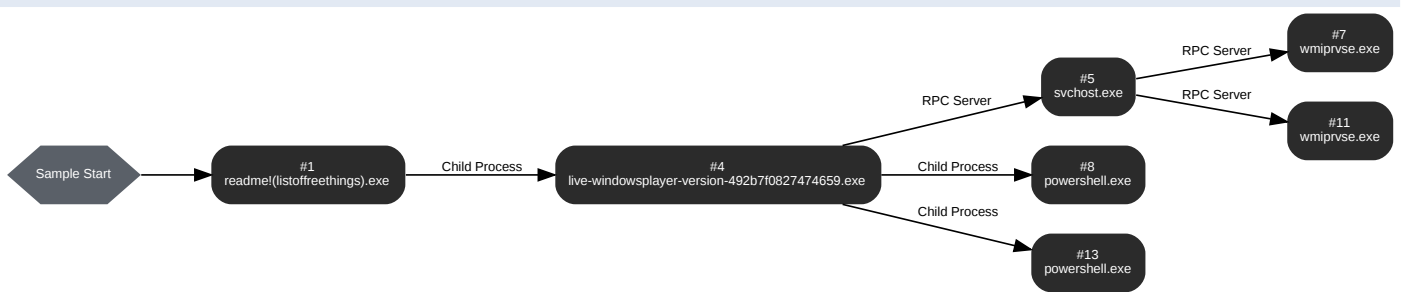 Sample Start
#1
readme!(listoffreethings).exe
Child Process
#4
live-windowsplayer-version-492b7f0827474659.exe
RPC Server
#5
svchost.exe
RPC Server
#7
wmiprvse.exe
RPC Server
#11
wmiprvse.exe
Child Process
#8
powershell.exe
Child Process
#13
powershell.exe